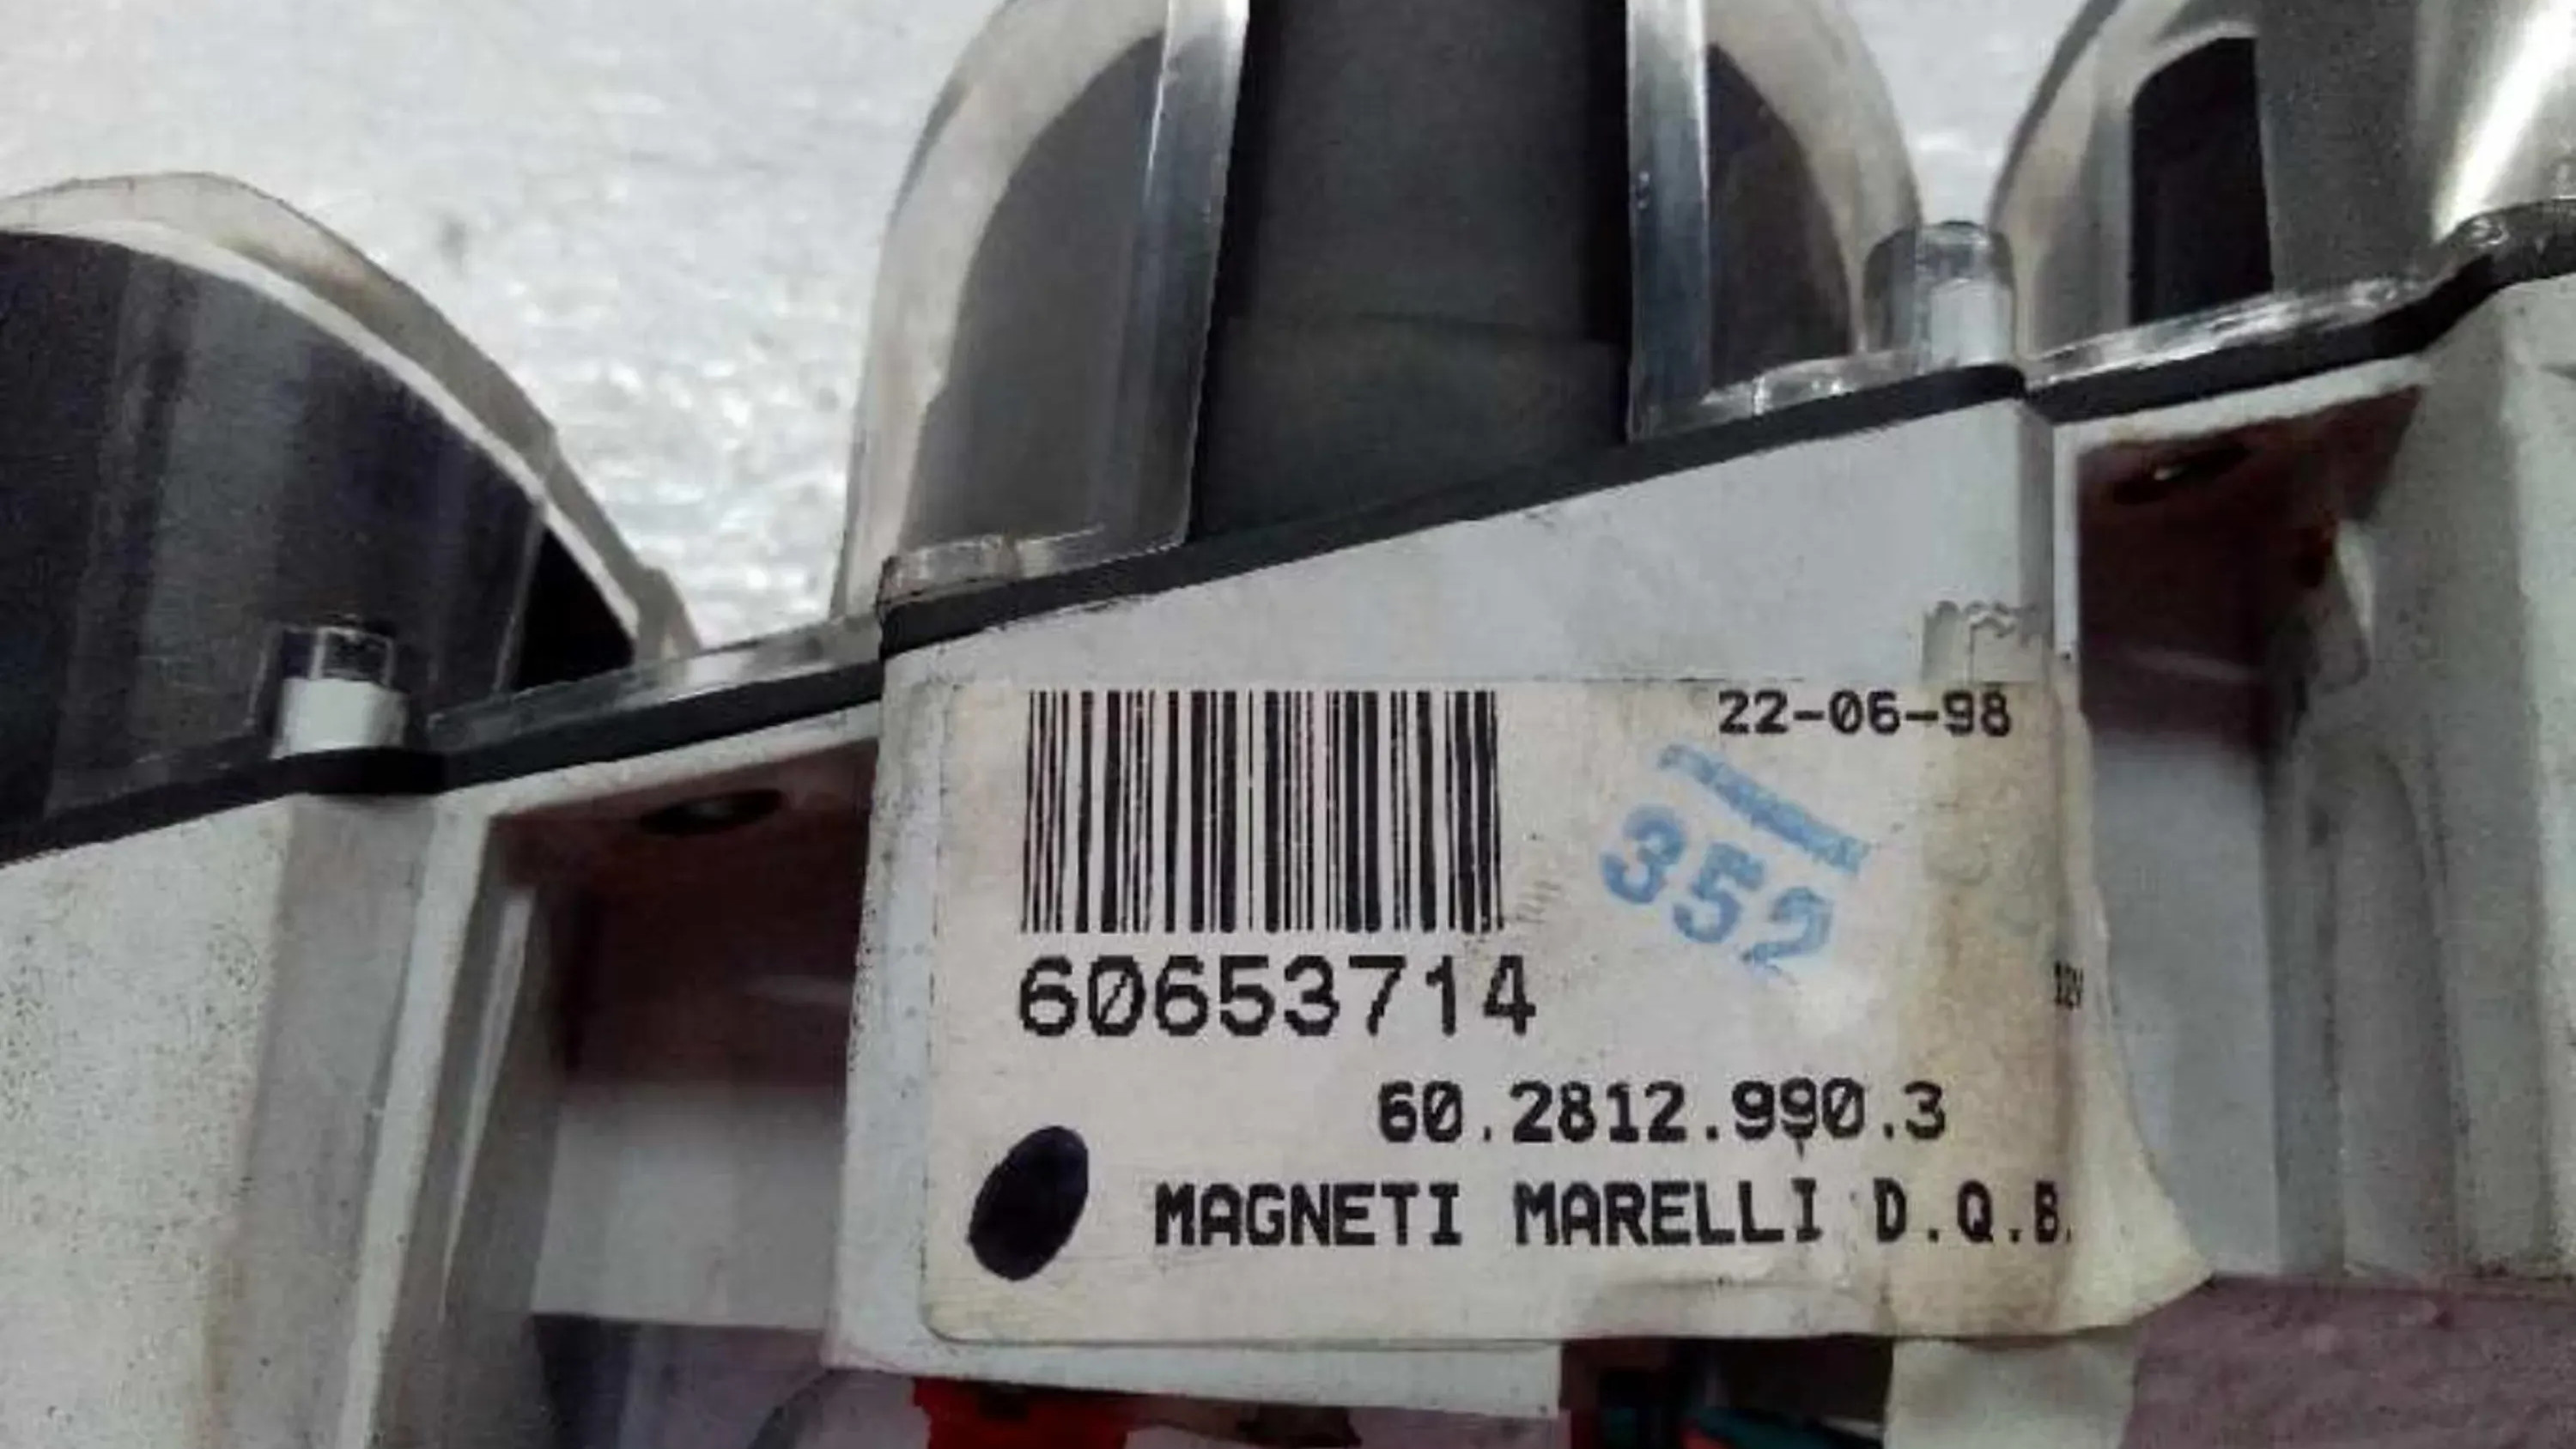 22-06-98
352
60653714
12V
60.2812.990.3
MAGNETI MARELLI D.Q.B.